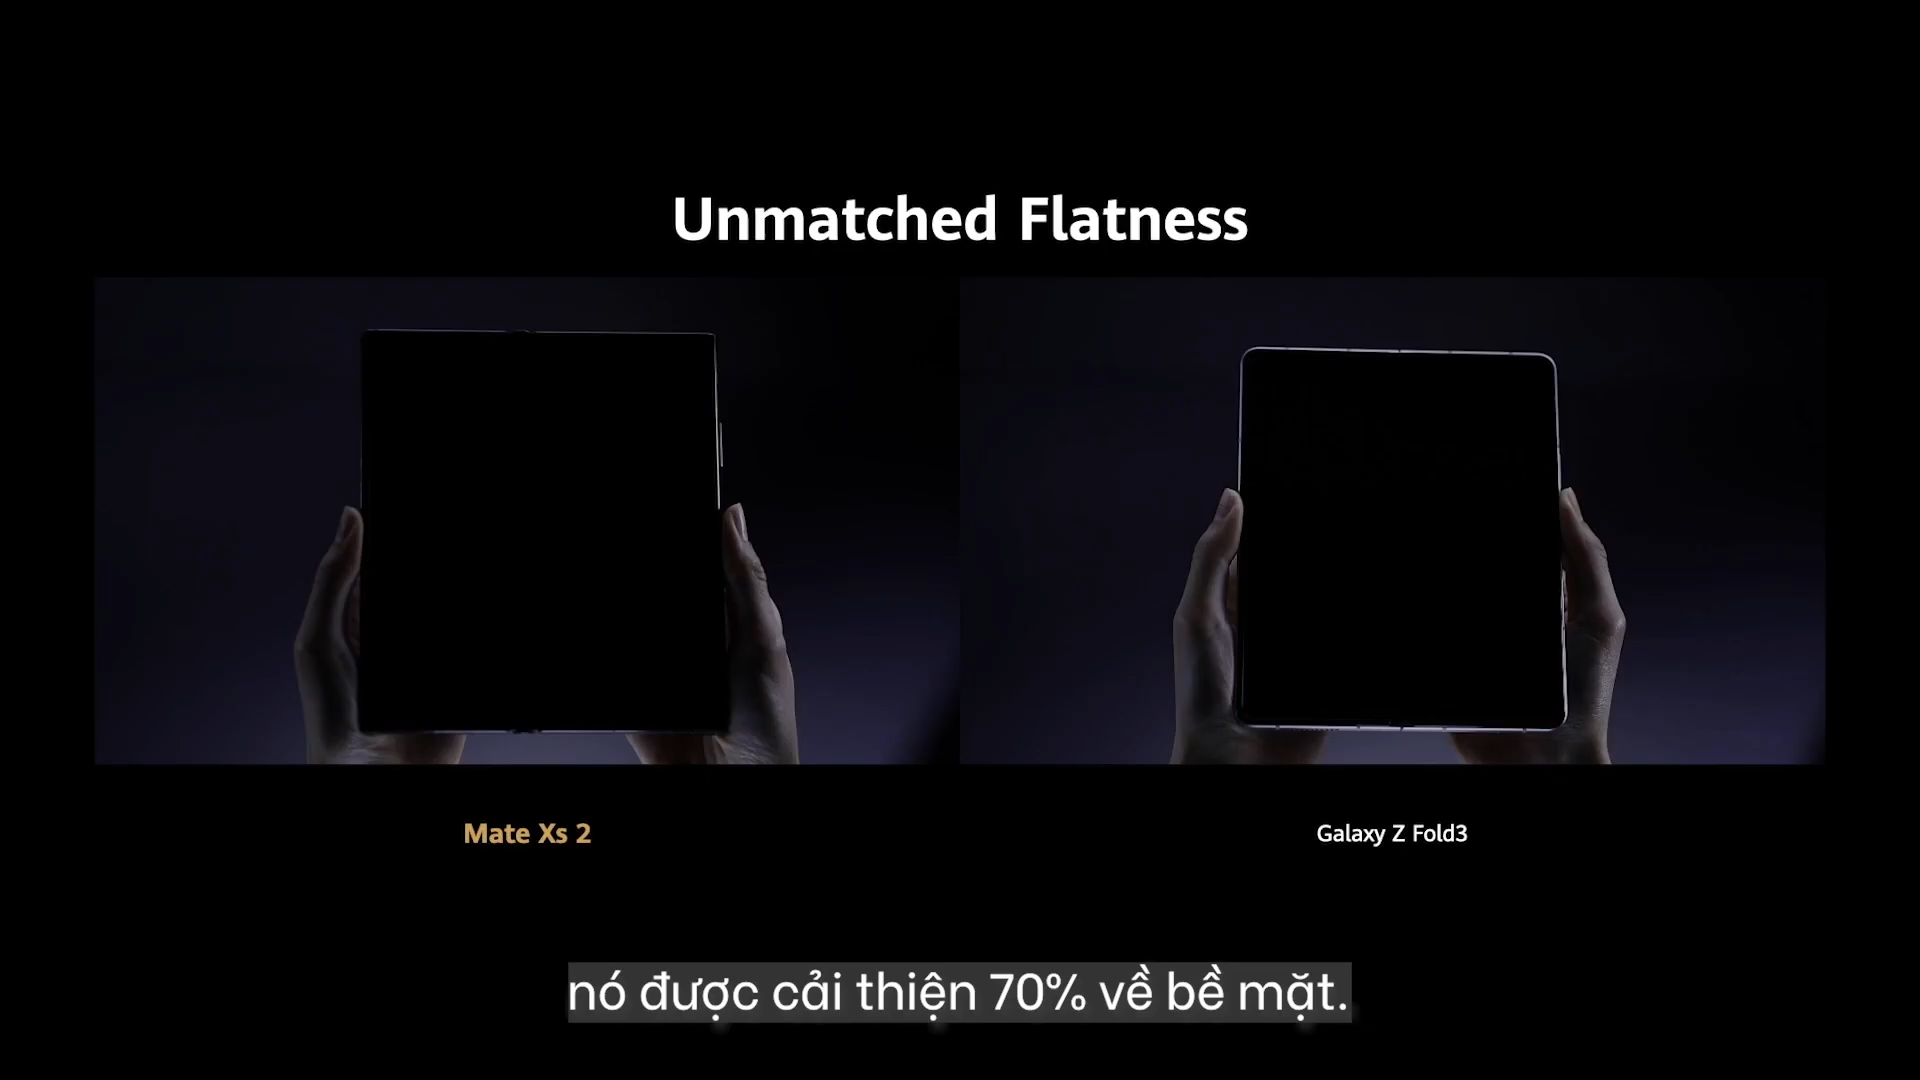 Unmatched Flatness
Mate Xs 2
Galaxy Z Fold3
nó được cải thiện 70% về bề mặt.